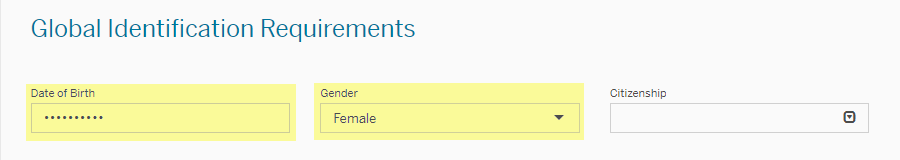 Global Identification Requirements
Date of Birth Gender Citizenship
•••••••••• Female